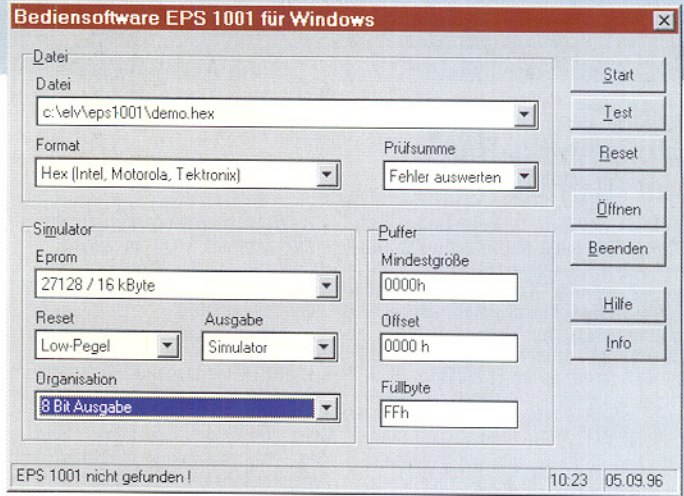 Bediensoftware EPS 1001 für Windows
Datei
Datei
c:\elv\eps1001\demo.hex
Format
Prüfsumme
Hex (Intel, Motorola, Tektronix)
Fehler auswerten
Simulator
Eprom
27128 / 16 kByte
Reset
Ausgabe
Low-Pegel
Simulator
Organisation
8 Bit Ausgabe
Puffer
Mindestgröße
0000h
Offset
0000 h
Füllbyte
FFh
Start
Test
Reset
Öffnen
Beenden
Hilfe
Info
EPS 1001 nicht gefunden !
10:23
05.09.96